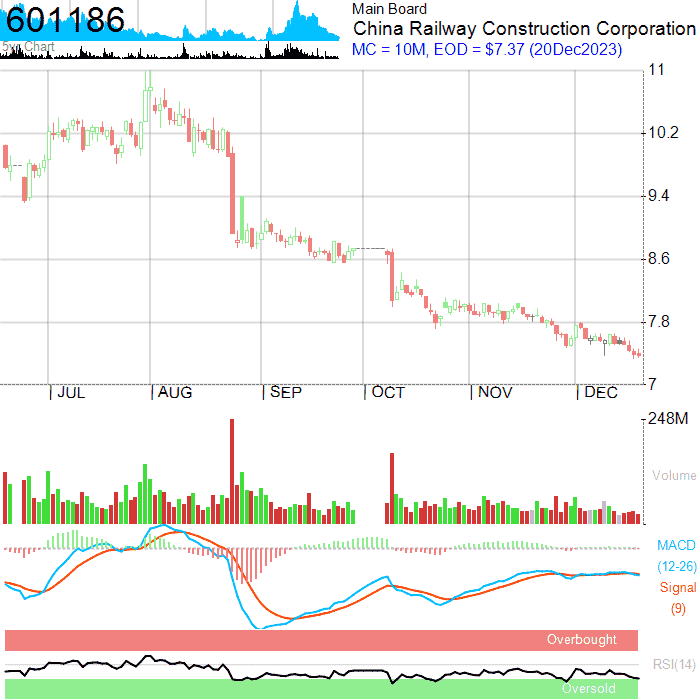 601186
5yr Chart
Main Board
China Railway Construction Corporation
MC = 10M, EOD = $7.37 (20Dec2023)
11
10.2
9.4
8.6
7.8
7
JUL
AUG
SEP
OCT
NOV
DEC
248M
Volume
MACD
(12-26)
Signal
(9)
Overbought
RSI(14)
Oversold